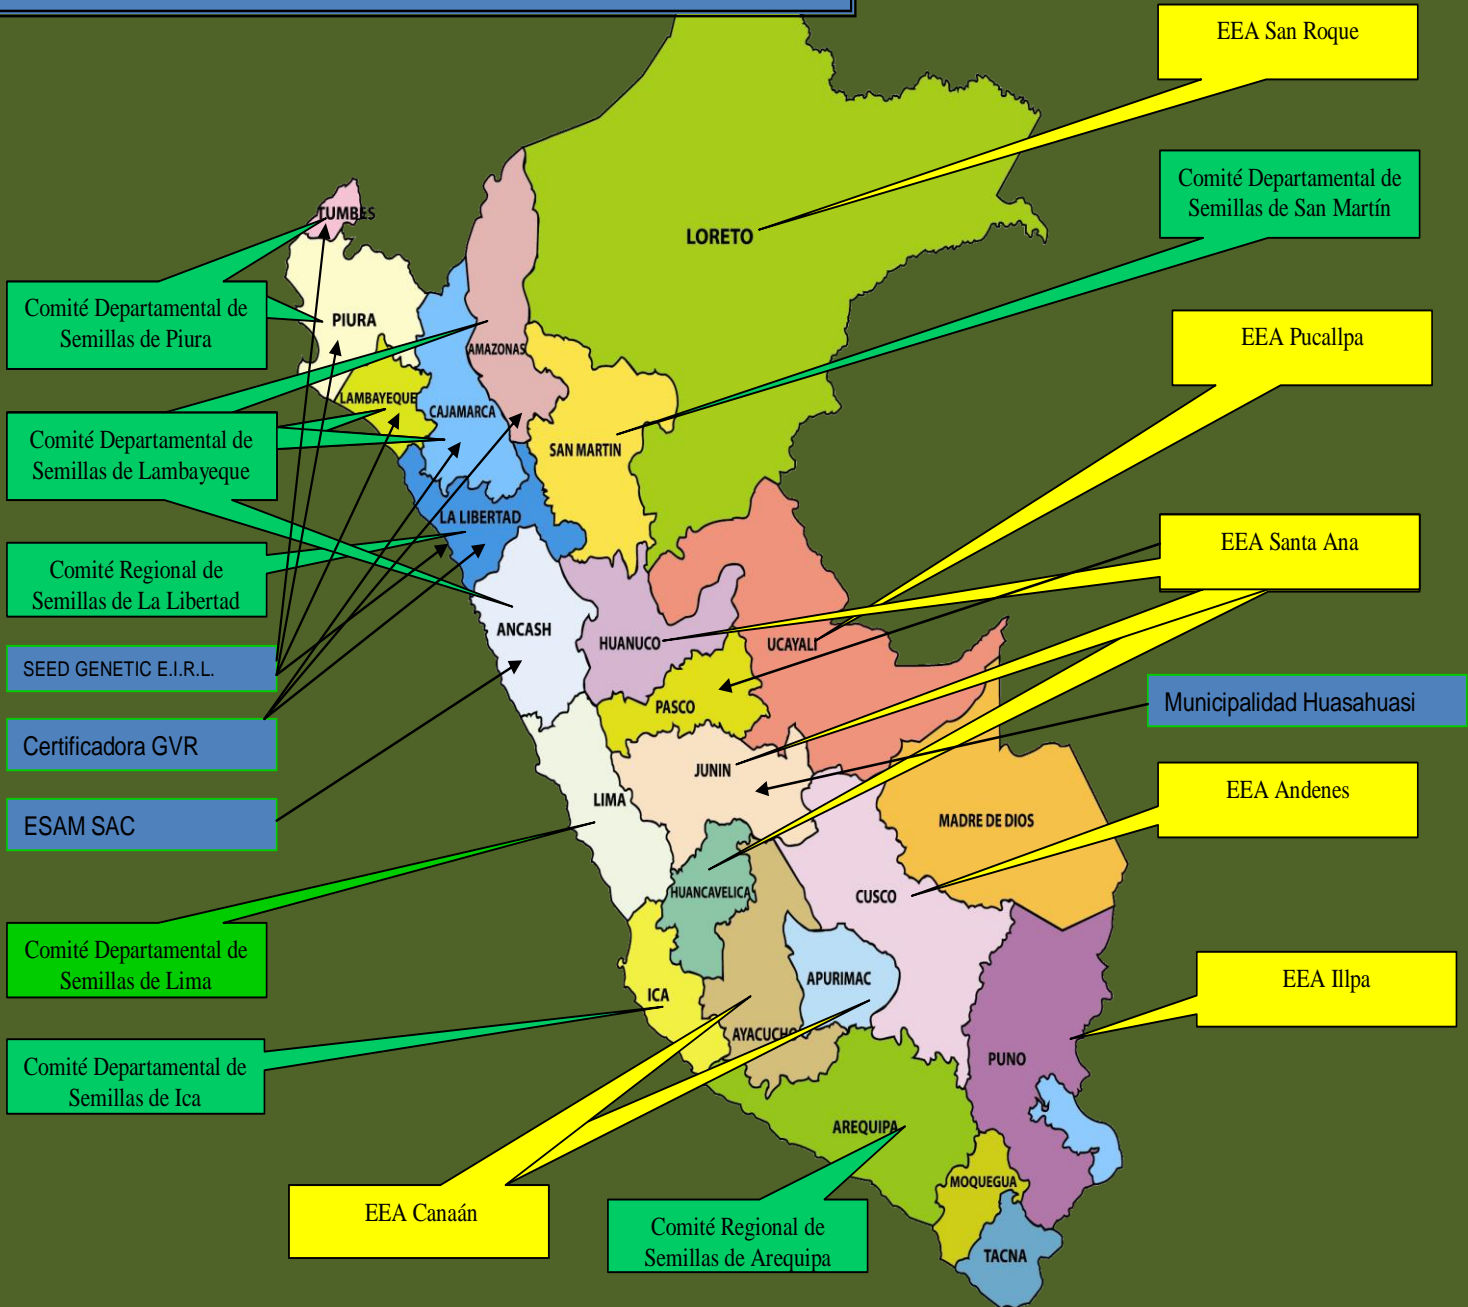 EEA San Roque
Comité Departamental de
Semillas de San Martín
TUMBES
LORETO
Comité Departamental de
Semillas de Piura
PIURA
EEA Pucallpa
AMAZONAS
LAMBAYEQUE
CAJAMARCA
Comité Departamental de
Semillas de Lambayeque
SAN MARTIN
LA LIBERTAD
EEA Santa Ana
Comité Regional de
Semillas de La Libertad
ANCASH
HUANUCO
UCAYALI
SEED GENETIC E.I.R.L.
PASCO
Municipalidad Huasahuasi
Certificadora GVR
JUNIN
EEA Andenes
LIMA
MADRE DE DIOS
ESAM SAC
HUANCAVELICA
CUSCO
Comité Departamental de
Semillas de Lima
APURIMAC
EEA Illpa
ICA
AYACUCHO
PUNO
Comité Departamental de
Semillas de Ica
AREQUIPA
MOQUEGUA
EEA Canaán
Comité Regional de
Semillas de Arequipa
TACNA